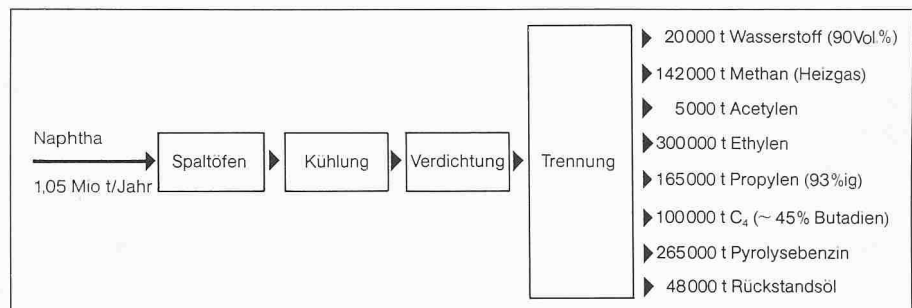 Naphtha
1,05 Mio t/Jahr
Spaltöfen
Kühlung
Verdichtung
Trennung
20000 t Wasserstoff (90Vol.%)
142000 t Methan (Heizgas)
5000 t Acetylen
300000 t Ethylen
165000 t Propylen (93%ig)
100000 t C₄ (~ 45% Butadien)
265000 t Pyrolysebenzin
48000 t Rückstandsöl